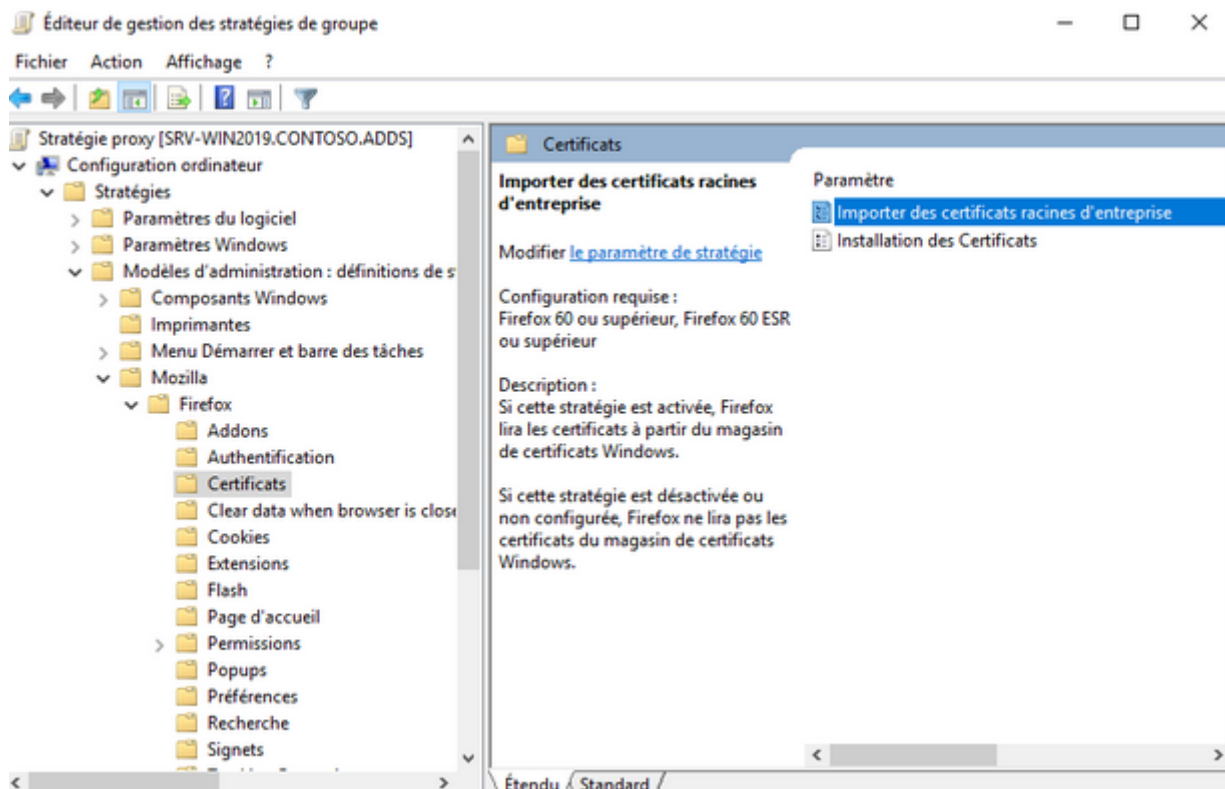 Éditeur de gestion des stratégies de groupe
Fichier Action Affichage ?
Stratégie proxy [SRV-WIN2019.CONTOSO.ADDS]
Configuration ordinateur
Stratégies
Paramètres du logiciel
Paramètres Windows
Modèles d'administration : définitions de s
Composants Windows
Imprimantes
Menu Démarrer et barre des tâches
Mozilla
Firefox
Addons
Authentification
Certificats
Clear data when browser is close
Cookies
Extensions
Flash
Page d'accueil
Permissions
Popups
Préférences
Recherche
Signets
Certificats
Importer des certificats racines
d'entreprise
Modifier le paramètre de stratégie
Configuration requise :
Firefox 60 ou supérieur, Firefox 60 ESR
ou supérieur
Description :
Si cette stratégie est activée, Firefox
lira les certificats à partir du magasin
de certificats Windows.
Si cette stratégie est désactivée ou
non configurée, Firefox ne lira pas les
certificats du magasin de certificats
Windows.
Paramètre
Importer des certificats racines d'entreprise
Installation des Certificats
Étendu Standard